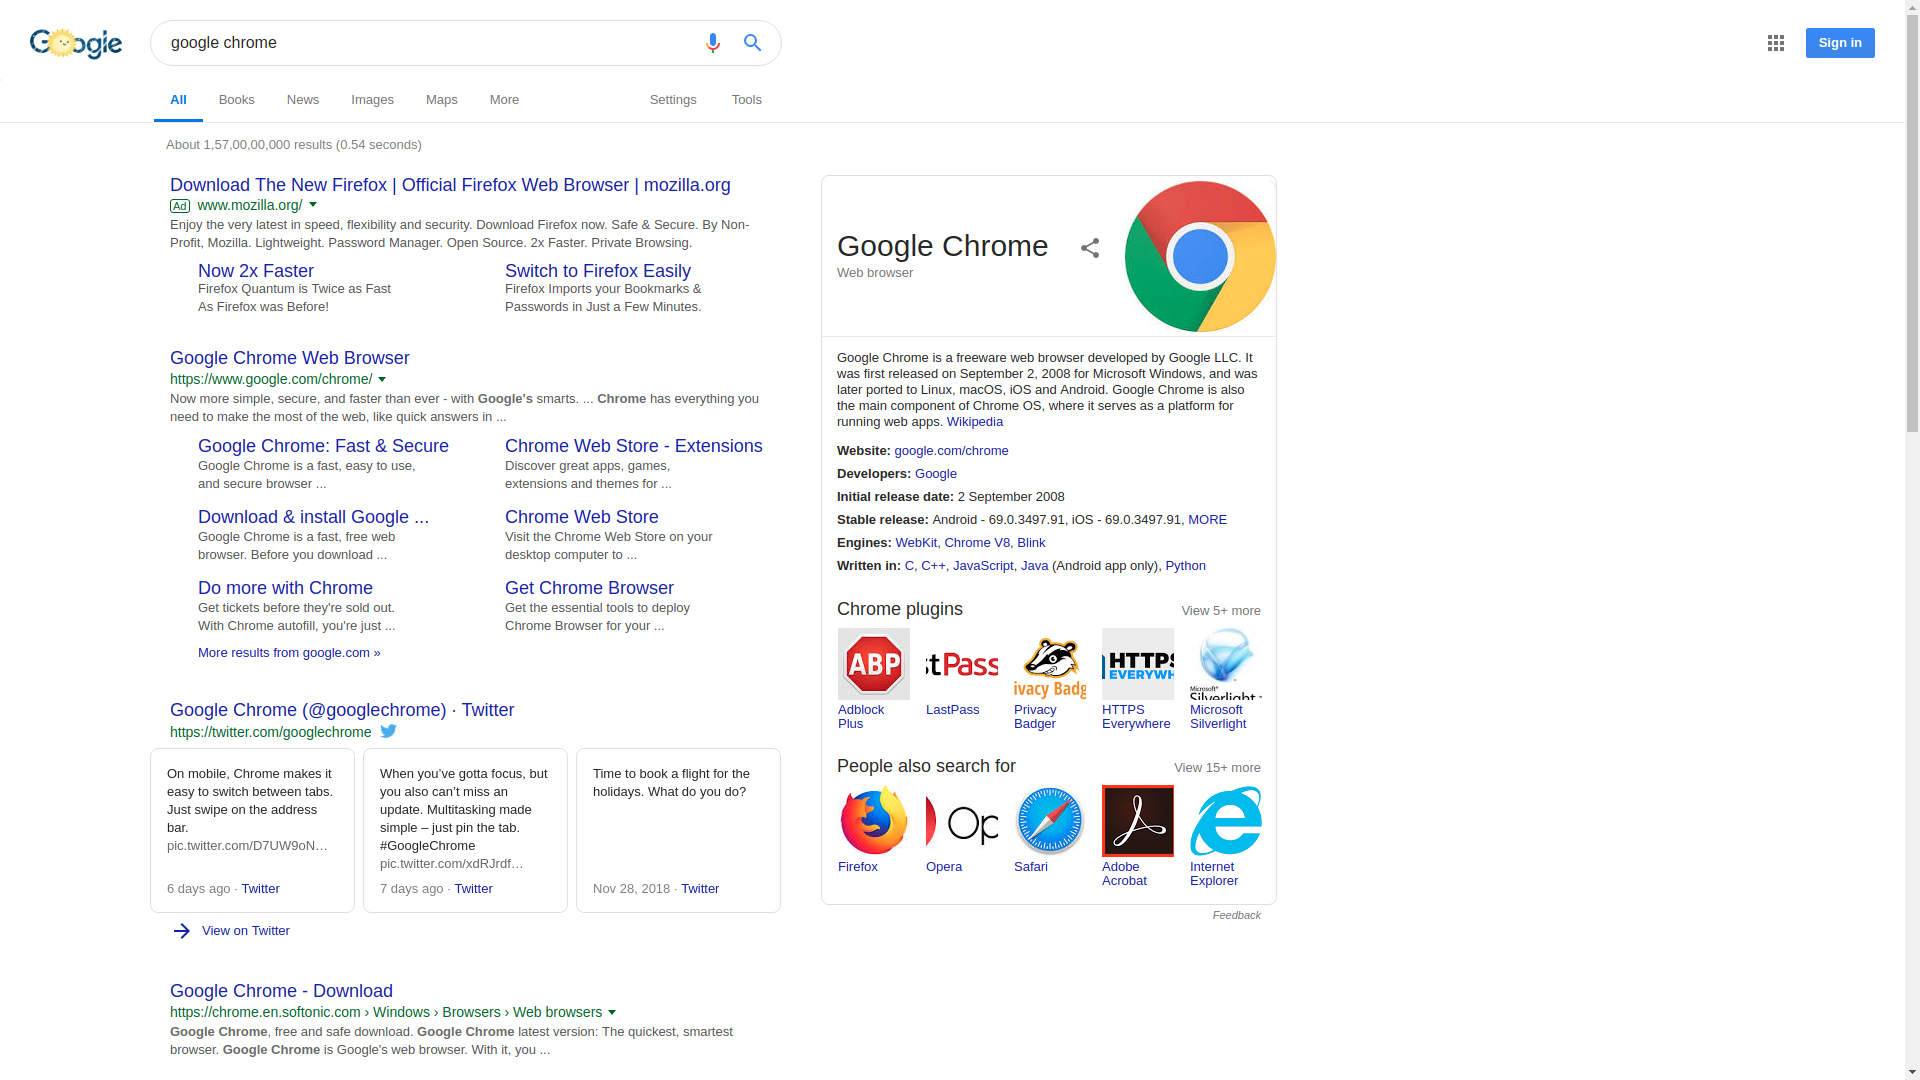 Google
google chrome
Sign in
All
Books
News
Images
Maps
More
Settings
Tools
About 1,57,00,00,000 results (0.54 seconds)
Download The New Firefox | Official Firefox Web Browser | mozilla.org
Ad www.mozilla.org/
Enjoy the very latest in speed, flexibility and security. Download Firefox now. Safe & Secure. By Non-
Profit, Mozilla. Lightweight. Password Manager. Open Source. 2x Faster. Private Browsing.
Now 2x Faster
Firefox Quantum is Twice as Fast
As Firefox was Before!
Switch to Firefox Easily
Firefox Imports your Bookmarks &
Passwords in Just a Few Minutes.
Google Chrome Web Browser
https://www.google.com/chrome/
Now more simple, secure, and faster than ever - with Google's smarts. ... Chrome has everything you
need to make the most of the web, like quick answers in ...
Google Chrome: Fast & Secure
Google Chrome is a fast, easy to use,
and secure browser ...
Chrome Web Store - Extensions
Discover great apps, games,
extensions and themes for ...
Download & install Google ...
Google Chrome is a fast, free web
browser. Before you download ...
Chrome Web Store
Visit the Chrome Web Store on your
desktop computer to ...
Do more with Chrome
Get tickets before they're sold out.
With Chrome autofill, you're just ...
Get Chrome Browser
Get the essential tools to deploy
Chrome Browser for your ...
More results from google.com »
Google Chrome (@googlechrome) · Twitter
https://twitter.com/googlechrome
On mobile, Chrome makes it
easy to switch between tabs.
Just swipe on the address
bar.
pic.twitter.com/D7UW9oN…
6 days ago · Twitter
When you’ve gotta focus, but
you also can’t miss an
update. Multitasking made
simple – just pin the tab.
#GoogleChrome
pic.twitter.com/xdRJrdf…
7 days ago · Twitter
Time to book a flight for the
holidays. What do you do?
Nov 28, 2018 · Twitter
View on Twitter
Google Chrome - Download
https://chrome.en.softonic.com › Windows › Browsers › Web browsers
Google Chrome, free and safe download. Google Chrome latest version: The quickest, smartest
browser. Google Chrome is Google's web browser. With it, you ...
Google Chrome
Web browser
Google Chrome is a freeware web browser developed by Google LLC. It
was first released on September 2, 2008 for Microsoft Windows, and was
later ported to Linux, macOS, iOS and Android. Google Chrome is also
the main component of Chrome OS, where it serves as a platform for
running web apps. Wikipedia
Website: google.com/chrome
Developers: Google
Initial release date: 2 September 2008
Stable release: Android - 69.0.3497.91, iOS - 69.0.3497.91, MORE
Engines: WebKit, Chrome V8, Blink
Written in: C, C++, JavaScript, Java (Android app only), Python
Chrome plugins
View 5+ more
ABP
stPass
ivacy Badg
HTTPS
EVERYWH
Microsoft®
Silverlight
Adblock
Plus
LastPass
Privacy
Badger
HTTPS
Everywhere
Microsoft
Silverlight
People also search for
View 15+ more
Op
Firefox
Opera
Safari
Adobe
Acrobat
Internet
Explorer
Feedback